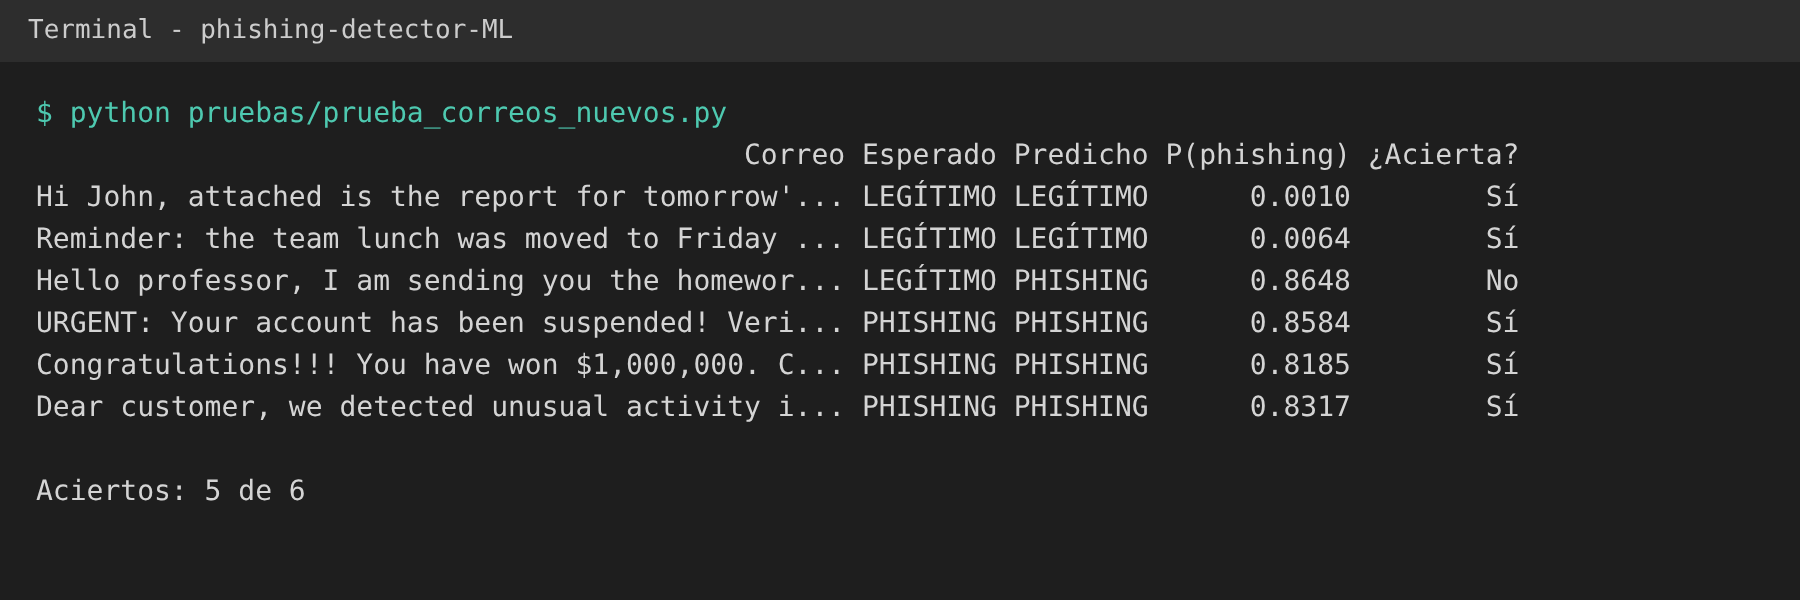 Terminal - phishing-detector-ML
$ python pruebas/prueba_correos_nuevos.py
Correo Esperado Predicho P(phishing) ¿Acierta?
Hi John, attached is the report for tomorrow'... LEGÍTIMO LEGÍTIMO 0.0010 Sí
Reminder: the team lunch was moved to Friday ... LEGÍTIMO LEGÍTIMO 0.0064 Sí
Hello professor, I am sending you the homewor... LEGÍTIMO PHISHING 0.8648 No
URGENT: Your account has been suspended! Veri... PHISHING PHISHING 0.8584 Sí
Congratulations!!! You have won $1,000,000. C... PHISHING PHISHING 0.8185 Sí
Dear customer, we detected unusual activity i... PHISHING PHISHING 0.8317 Sí
Aciertos: 5 de 6